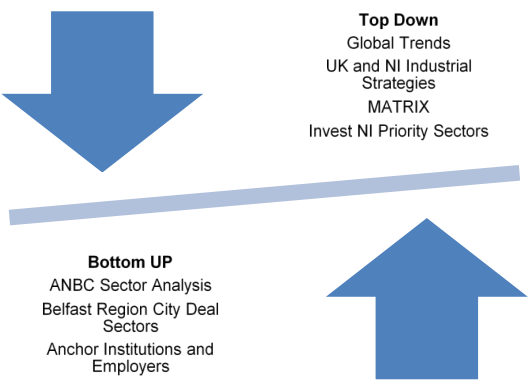 Top Down
Global Trends
UK and NI Industrial
Strategies
MATRIX
Invest NI Priority Sectors
Bottom UP
ANBC Sector Analysis
Belfast Region City Deal
Sectors
Anchor Institutions and
Employers